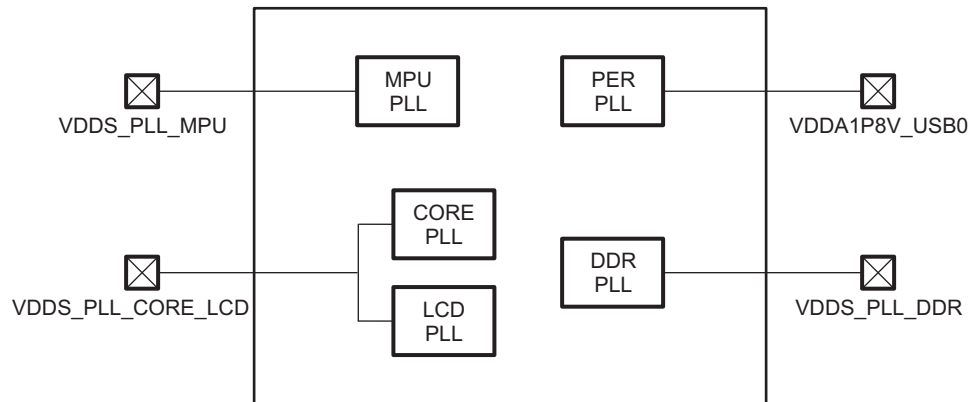 MPU
PLL
PER
PLL
VDDS_PLL_MPU
VDDA1P8V_USB0
CORE
PLL
DDR
PLL
VDDS_PLL_CORE_LCD
LCD
PLL
VDDS_PLL_DDR